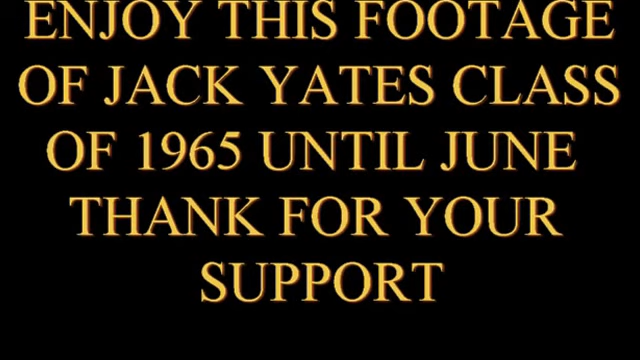 ENJOY THIS FOOTAGE
OF JACK YATES CLASS
OF 1965 UNTIL JUNE
THANK FOR YOUR
SUPPORT